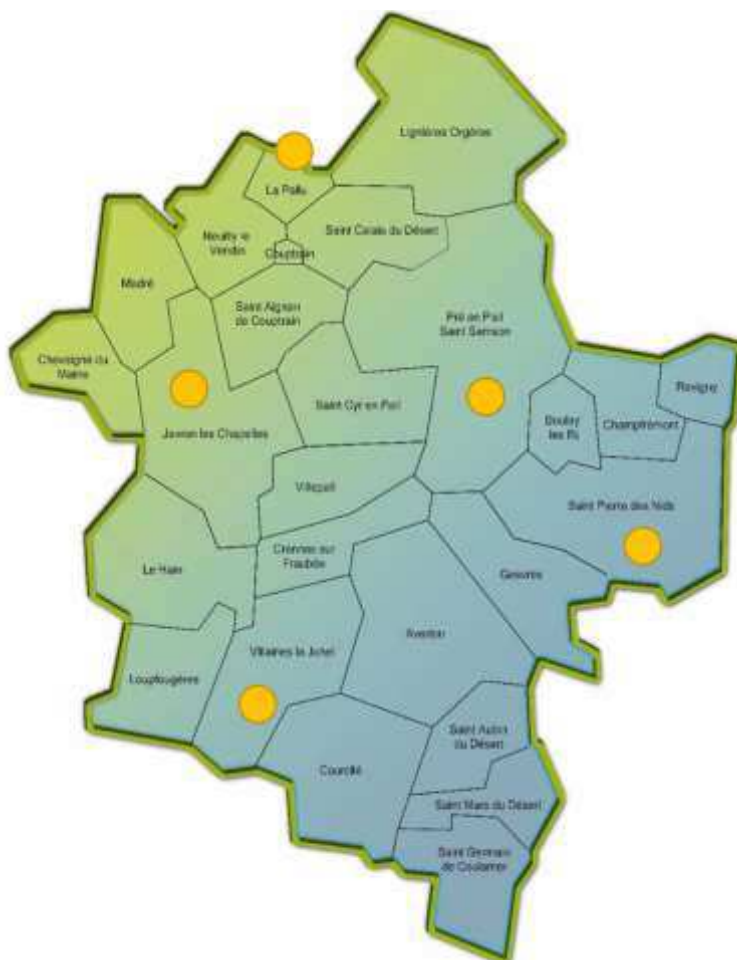 Lignières Orgères
La Pallu
Neuilly le
Vendin
Saint Calais du Désert
Couptrain
Madré
Saint Aignan
de Couptrain
Pré en Pail
Saint Samson
Chevaigné du
Maine
Ravigny
Saint Cyr en Pail
Boulay
les Ifs
Champfrémont
Javron les Chapelles
Villepail
Saint Pierre des Nids
Crennes sur
Fraubée
Le Ham
Gesvres
Averton
Villaines la Juhel
Loupfougères
Saint Aubin
du Désert
Courcité
Saint Mars du Désert
Saint Germain
de Coulamer